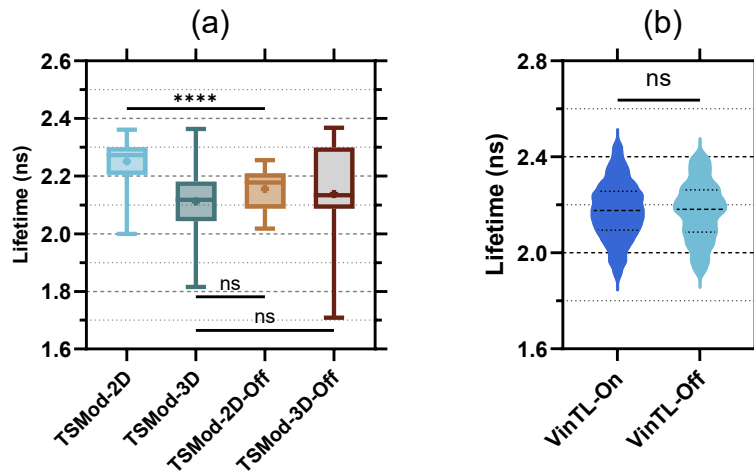 (a)
Lifetime (ns)
2.6
2.4
2.2
2.0
1.8
1.6
****
ns
ns
TSMod-2D
TSMod-3D
TSMod-2D-Off
TSMod-3D-Off
(b)
Lifetime (ns)
2.8
2.4
2.0
1.6
ns
VinTL-On
VinTL-Off